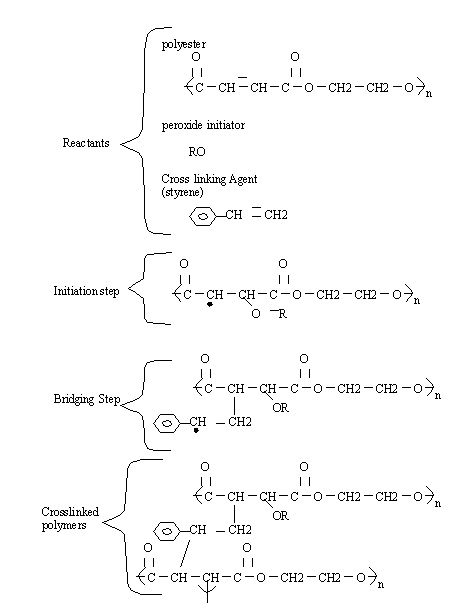 polyester
O O
C — CH — CH — C — O — CH2 — CH2 — O n
peroxide initiator
Reactants
RO
Cross linking Agent
(styrene)
CH — CH2
O O
Initiation step
C — CH — CH — C — O — CH2 — CH2 — O n
O — R
O O
C — CH — CH — C — O — CH2 — CH2 — O n
Bridging Step
OR
CH — CH2
O O
C — CH — CH — C — O — CH2 — CH2 — O n
Crosslinked
polymers
OR
CH — CH2
O O
C — CH — CH — C — O — CH2 — CH2 — O n